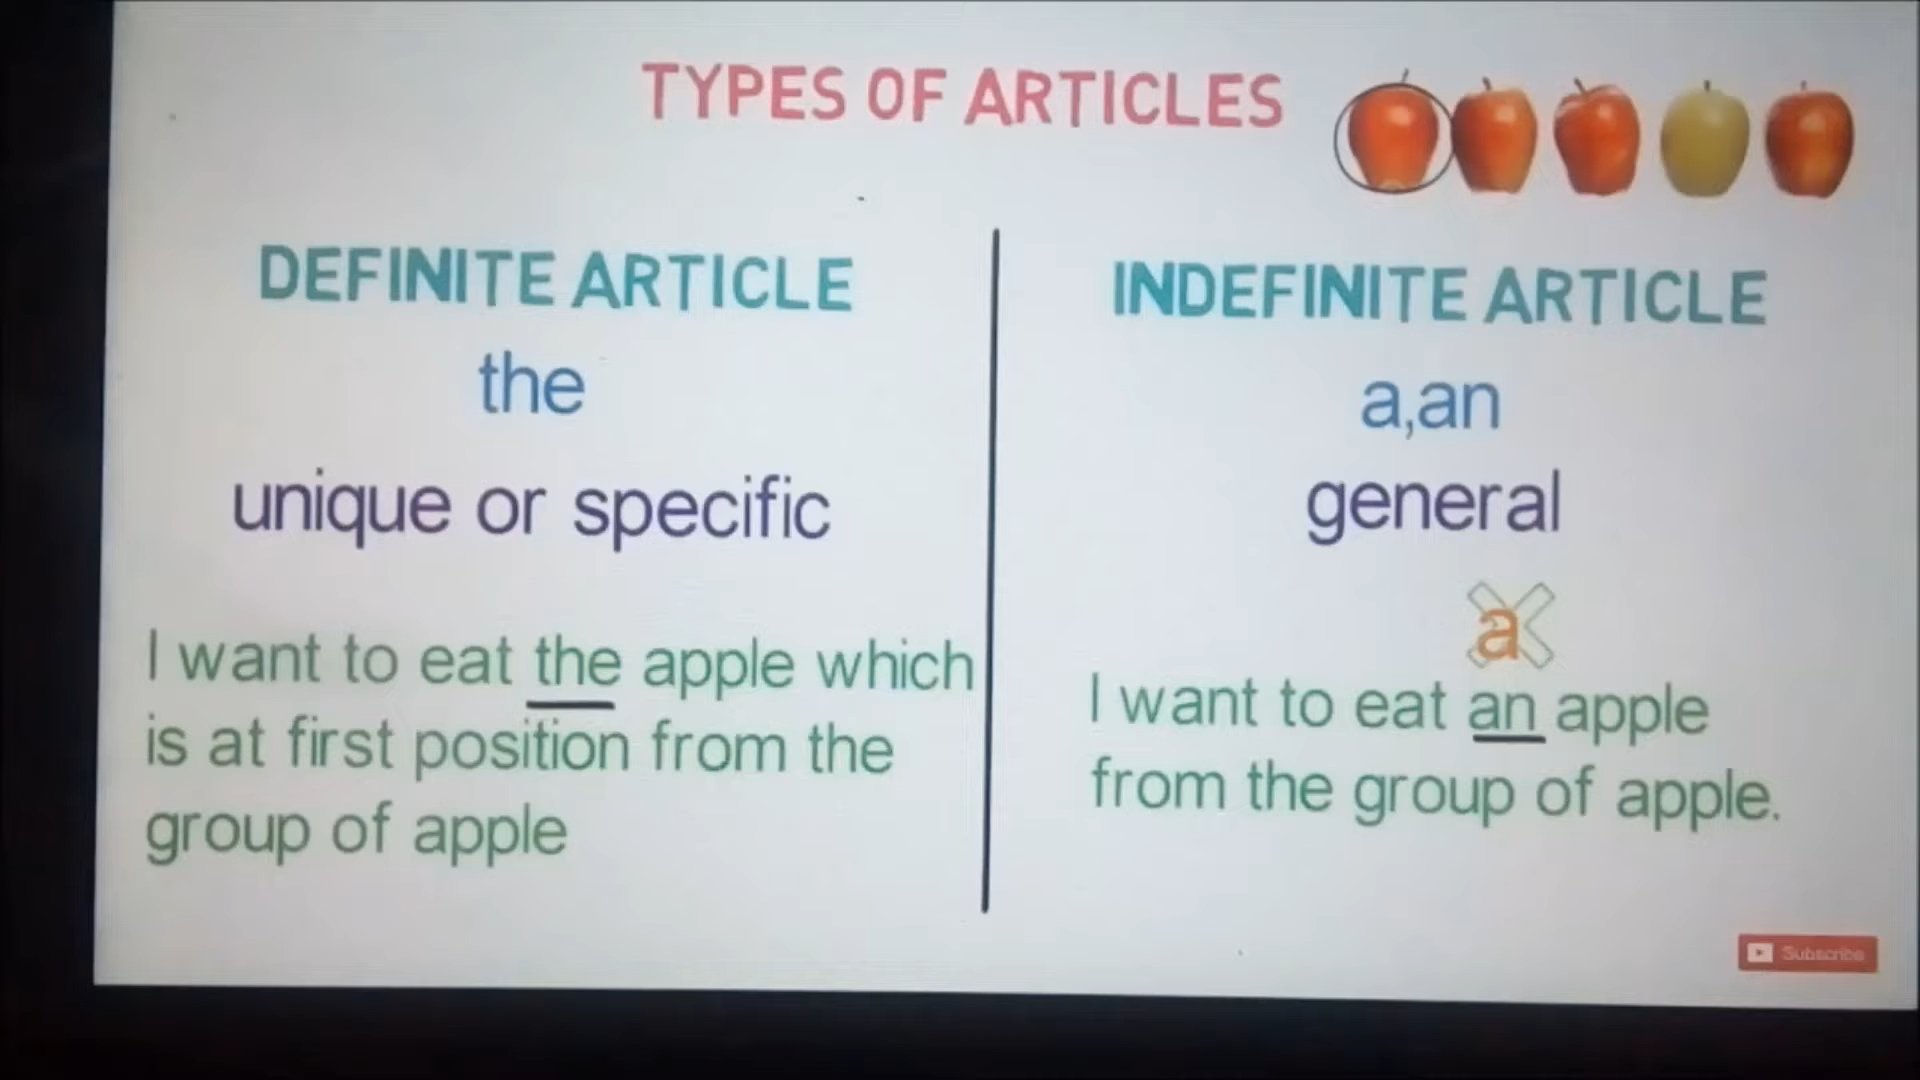 TYPES OF ARTICLES
DEFINITE ARTICLE
the
unique or specific
I want to eat the apple which
is at first position from the
group of apple
INDEFINITE ARTICLE
a,an
general
a
I want to eat an apple
from the group of apple.
Subscribe